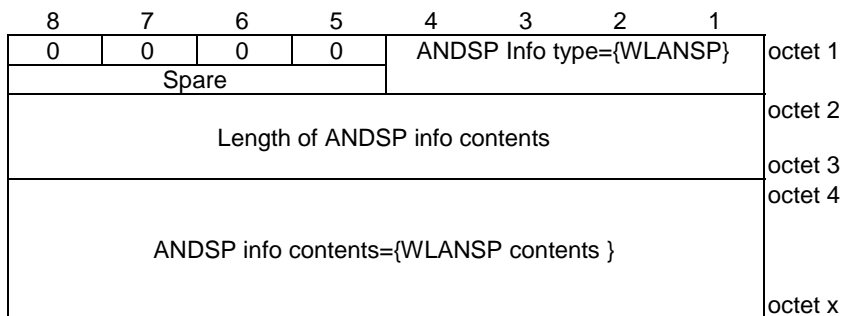 8 7 6 5 4 3 2 1
0 0 0 0 ANDSP Info type={WLANSP} octet 1
Spare
octet 2
Length of ANDSP info contents
octet 3
octet 4
ANDSP info contents={WLANSP contents }
octet x